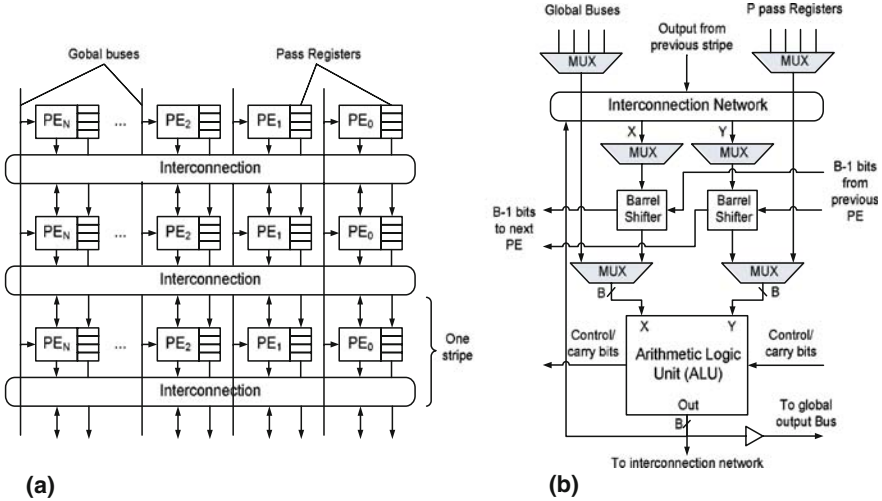 Gobal buses
Pass Registers
PE_N
...
PE_2
PE_1
PE_0
Interconnection
PE_N
...
PE_2
PE_1
PE_0
Interconnection
PE_N
...
PE_2
PE_1
PE_0
One
stripe
Interconnection
(a)
Global Buses
P pass Registers
Output from
previous stripe
MUX
MUX
Interconnection Network
X
Y
MUX
MUX
B-1 bits
from
previous
PE
Barrel
Shifter
Barrel
Shifter
B-1 bits
to next
PE
MUX
MUX
B
B
X
Y
Control/
carry bits
Arithmetic Logic
Unit (ALU)
Control/
carry bits
Out
B
To global
output Bus
To interconnection network
(b)